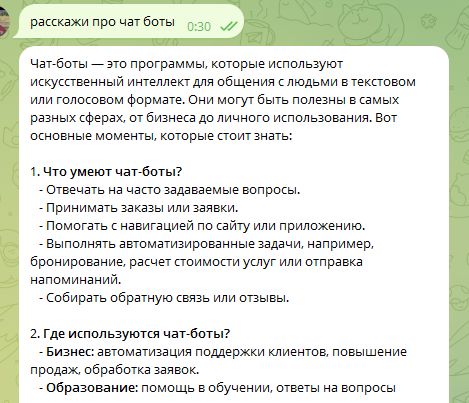 расскажи про чат боты
0:30
Чат-боты — это программы, которые используют
искусственный интеллект для общения с людьми в текстовом
или голосовом формате. Они могут быть полезны в самых
разных сферах, от бизнеса до личного использования. Вот
основные моменты, которые стоит знать:
1. Что умеют чат-боты?
- Отвечать на часто задаваемые вопросы.
- Принимать заказы или заявки.
- Помогать с навигацией по сайту или приложению.
- Выполнять автоматизированные задачи, например,
бронирование, расчет стоимости услуг или отправка
напоминаний.
- Собирать обратную связь или отзывы.
2. Где используются чат-боты?
- Бизнес: автоматизация поддержки клиентов, повышение
продаж, обработка заявок.
- Образование: помощь в обучении, ответы на вопросы